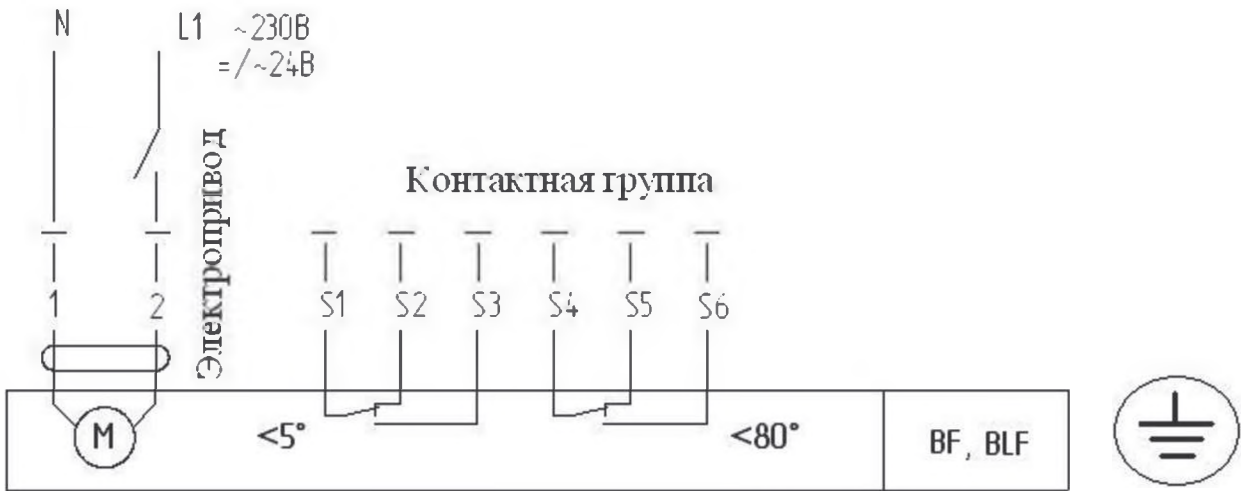 N L1 ~230В
=/~24В
Электропривод
Контактная группа
1 2 S1 S2 S3 S4 S5 S6
M <5° <80° BF, BLF